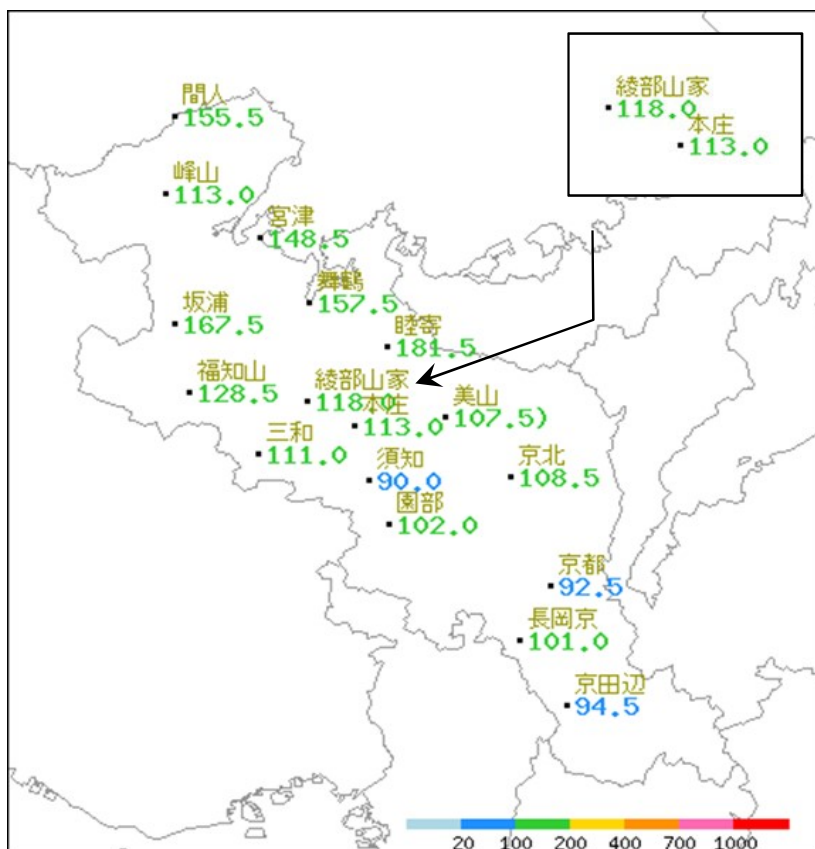 綾部山家
118.0
本庄
113.0
間人
155.5
峰山
113.0
宮津
148.5
舞鶴
157.5
坂浦
167.5
睦寄
181.5
福知山
128.5
綾部山家
118.0
本庄
113.0
美山
107.5)
三和
111.0
須知
90.0
京北
108.5
園部
102.0
京都
92.5
長岡京
101.0
京田辺
94.5
20 100 200 400 700 1000